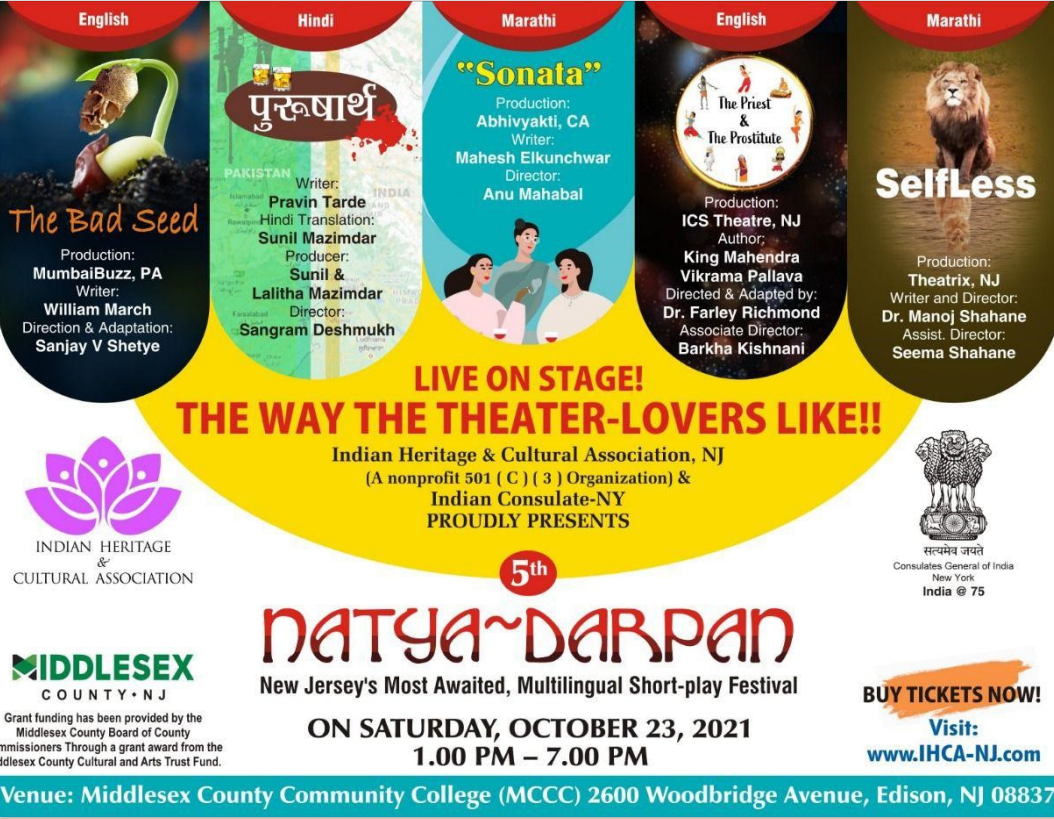 English
The Bad Seed
Production:
MumbaiBuzz, PA
Writer:
William March
Direction & Adaptation:
Sanjay V Shetye
Hindi
पुरूषार्थ
PAKISTAN
INDIA
Islamabad
Writer:
Pravin Tarde
Hindi Translation:
Sunil Mazimdar
Producer:
Sunil &
Lalitha Mazimdar
Director:
Sangram Deshmukh
Faisalabad
Ludhiana
Marathi
“Sonata”
Production:
Abhivyakti, CA
Writer:
Mahesh Elkunchwar
Director:
Anu Mahabal
English
The Priest
&
The Prostitute
Production:
ICS Theatre, NJ
Author:
King Mahendra
Vikrama Pallava
Directed & Adapted by:
Dr. Farley Richmond
Associate Director:
Barkha Kishnani
Marathi
SelfLess
Production:
Theatrix, NJ
Writer and Director:
Dr. Manoj Shahane
Assist. Director:
Seema Shahane
LIVE ON STAGE!
THE WAY THE THEATER-LOVERS LIKE!!
Indian Heritage & Cultural Association, NJ
(A nonprofit 501 ( C ) ( 3 ) Organization) &
Indian Consulate-NY
PROUDLY PRESENTS
INDIAN HERITAGE
&
CULTURAL ASSOCIATION
सत्यमेव जयते
Consulates General of India
New York
India @ 75
5th
NATYA~DARPAN
New Jersey's Most Awaited, Multilingual Short-play Festival
ON SATURDAY, OCTOBER 23, 2021
1.00 PM – 7.00 PM
MIDDLESEX
COUNTY•NJ
Grant funding has been provided by the
Middlesex County Board of County
mmissioners Through a grant award from the
ddlesex County Cultural and Arts Trust Fund.
BUY TICKETS NOW!
Visit:
www.IHCA-NJ.com
Venue: Middlesex County Community College (MCCC) 2600 Woodbridge Avenue, Edison, NJ 08837